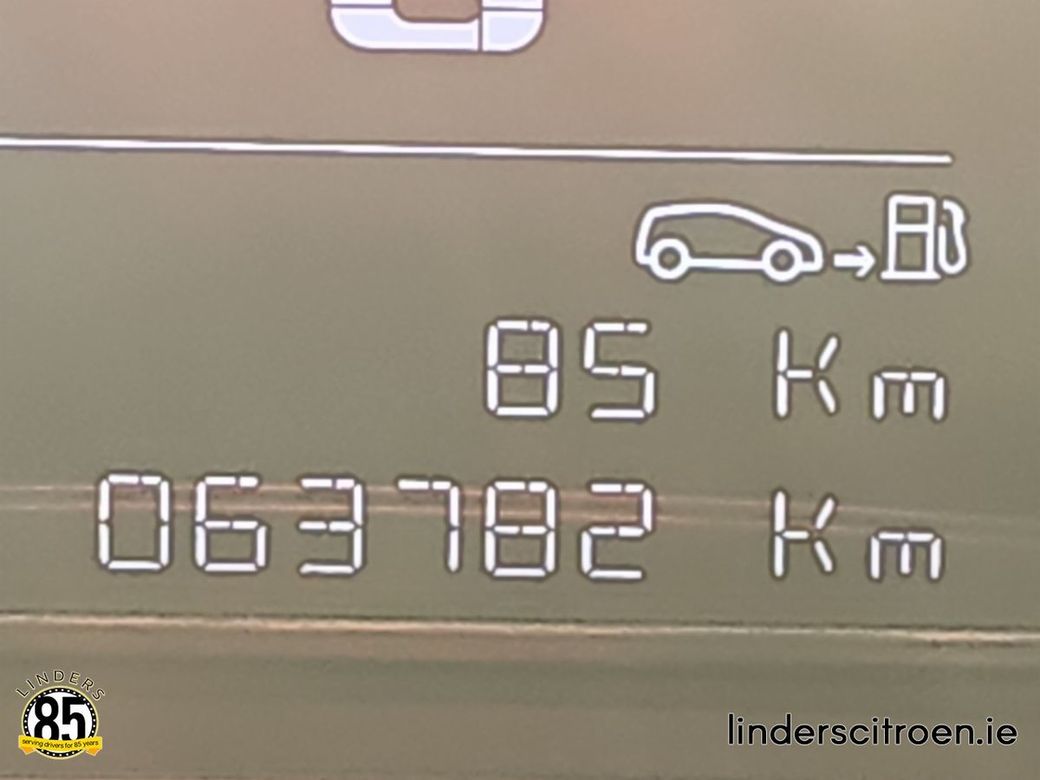 85 Km
063782 Km
LINDERS
85
serving drivers for 85 years
linderscitroen.ie